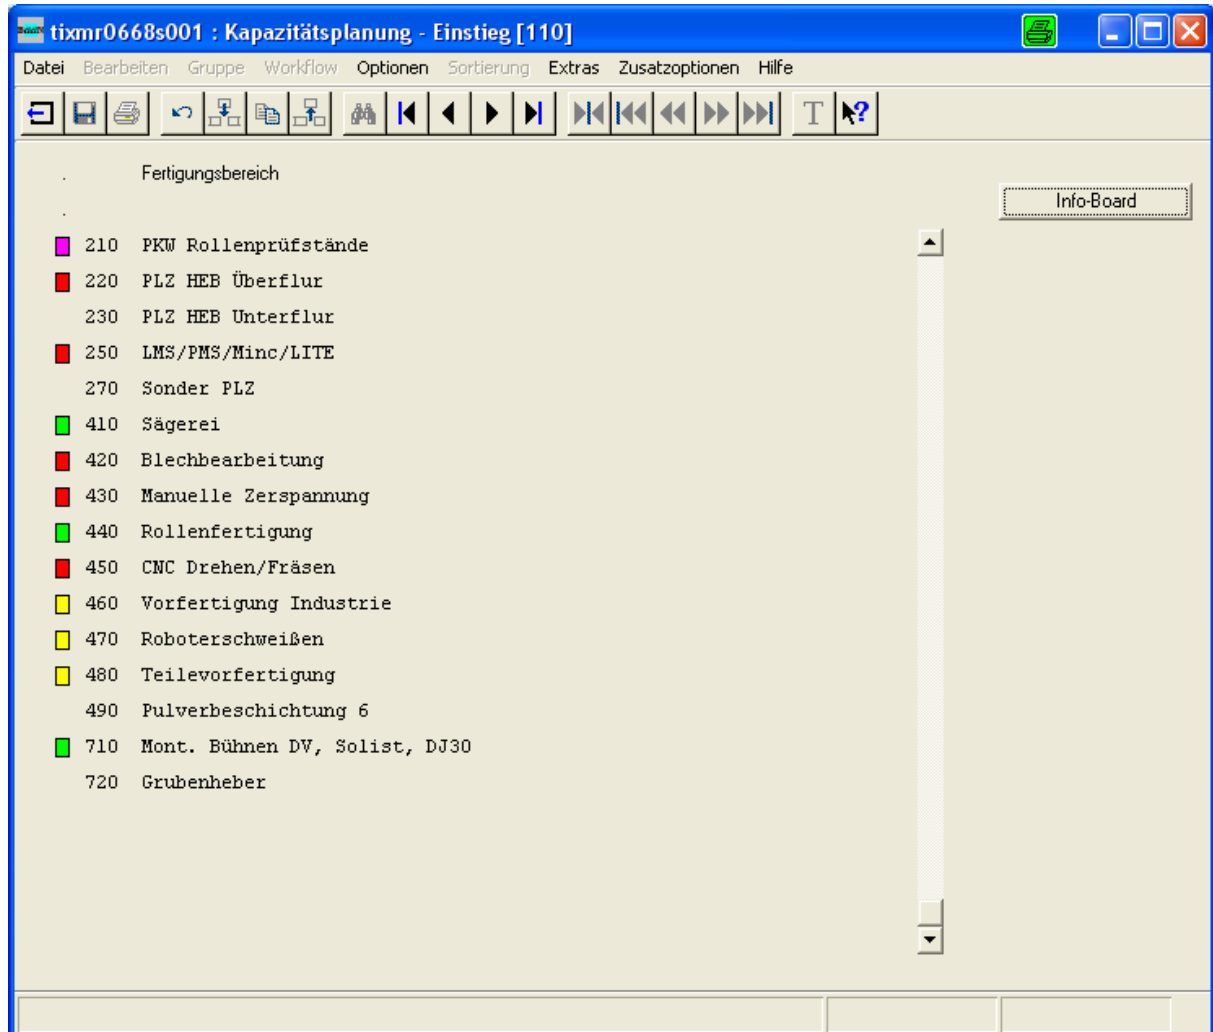 tixmr0668s001 : Kapazitätsplanung - Einstieg [110]
Datei Bearbeiten Gruppe Workflow Optionen Sortierung Extras Zusatzoptionen Hilfe
T ?
. Fertigungsbereich
Info-Board
.
210 PKW Rollenprüfstände
220 PLZ HEB Überflur
230 PLZ HEB Unterflur
250 LMS/PMS/Minc/LITE
270 Sonder PLZ
410 Sägerei
420 Blechbearbeitung
430 Manuelle Zerspannung
440 Rollenfertigung
450 CNC Drehen/Fräsen
460 Vorfertigung Industrie
470 Roboterschweißen
480 Teilevorfertigung
490 Pulverbeschichtung 6
710 Mont. Bühnen DV, Solist, DJ30
720 Grubenheber